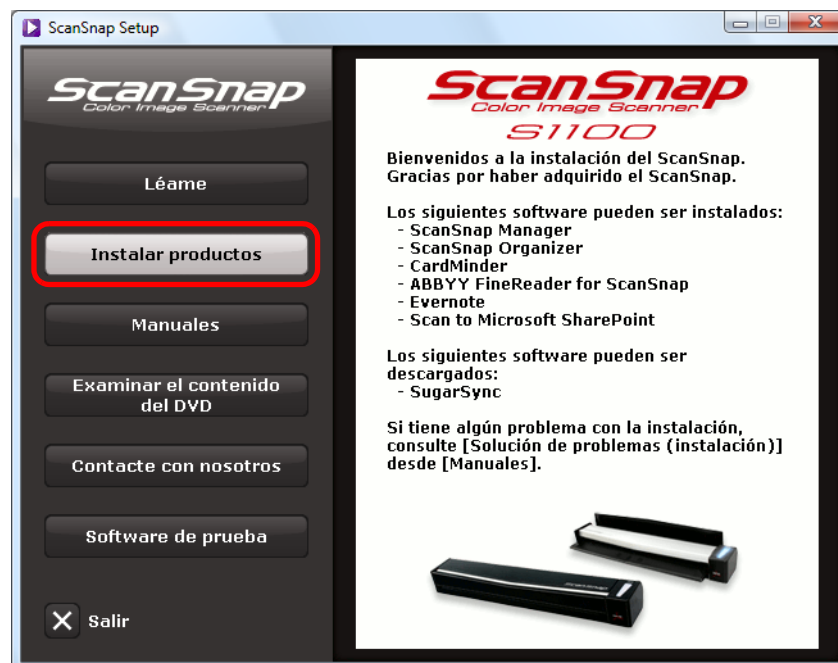 ScanSnap Setup
ScanSnap
Color Image Scanner
Léame
Instalar productos
Manuales
Examinar el contenido
del DVD
Contacte con nosotros
Software de prueba
Salir
ScanSnap
Color Image Scanner
S1100
Bienvenidos a la instalación del ScanSnap.
Gracias por haber adquirido el ScanSnap.
Los siguientes software pueden ser instalados:
- ScanSnap Manager
- ScanSnap Organizer
- CardMinder
- ABBYY FineReader for ScanSnap
- Evernote
- Scan to Microsoft SharePoint
Los siguientes software pueden ser
descargados:
- SugarSync
Si tiene algún problema con la instalación,
consulte [Solución de problemas (instalación)]
desde [Manuales].
ScanSnap